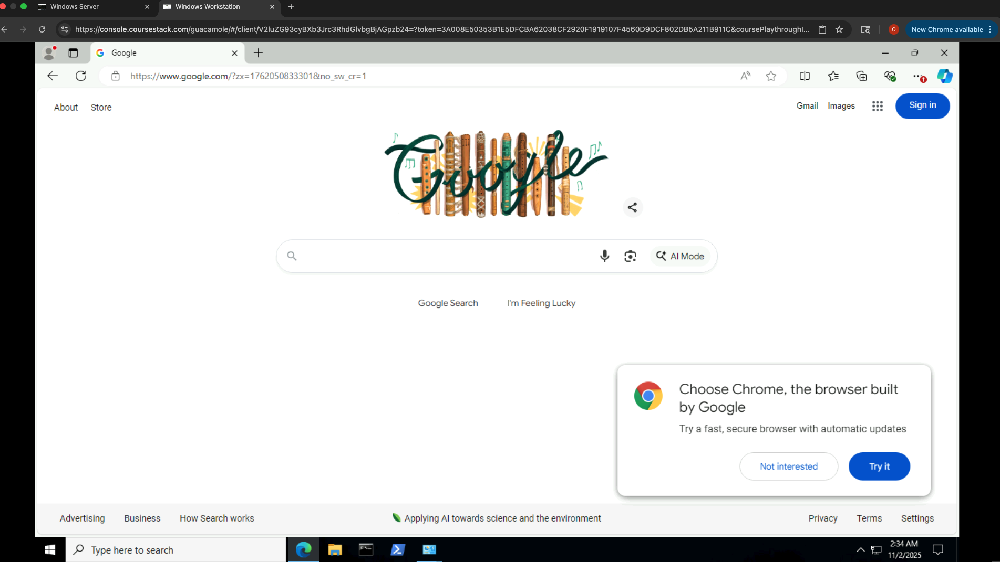 Windows Server
Windows Workstation
https://console.coursestack.com/guacamole/#/client/V2luZG93cyBXb3Jrc3RhdGlvbgBjAGpzb24=?token=3A008E50353B1E5DFCBA62038CF2920F1919107F4560D9DCF802DB5A211B911C&coursePlaythroughI...
O
New Chrome available
Google
https://www.google.com/?zx=1762050833301&no_sw_cr=1
About
Store
Gmail
Images
Sign in
Google
AI Mode
Google Search
I'm Feeling Lucky
Choose Chrome, the browser built
by Google
Try a fast, secure browser with automatic updates
Not interested
Try it
Advertising
Business
How Search works
Applying AI towards science and the environment
Privacy
Terms
Settings
Type here to search
2:34 AM
11/2/2025